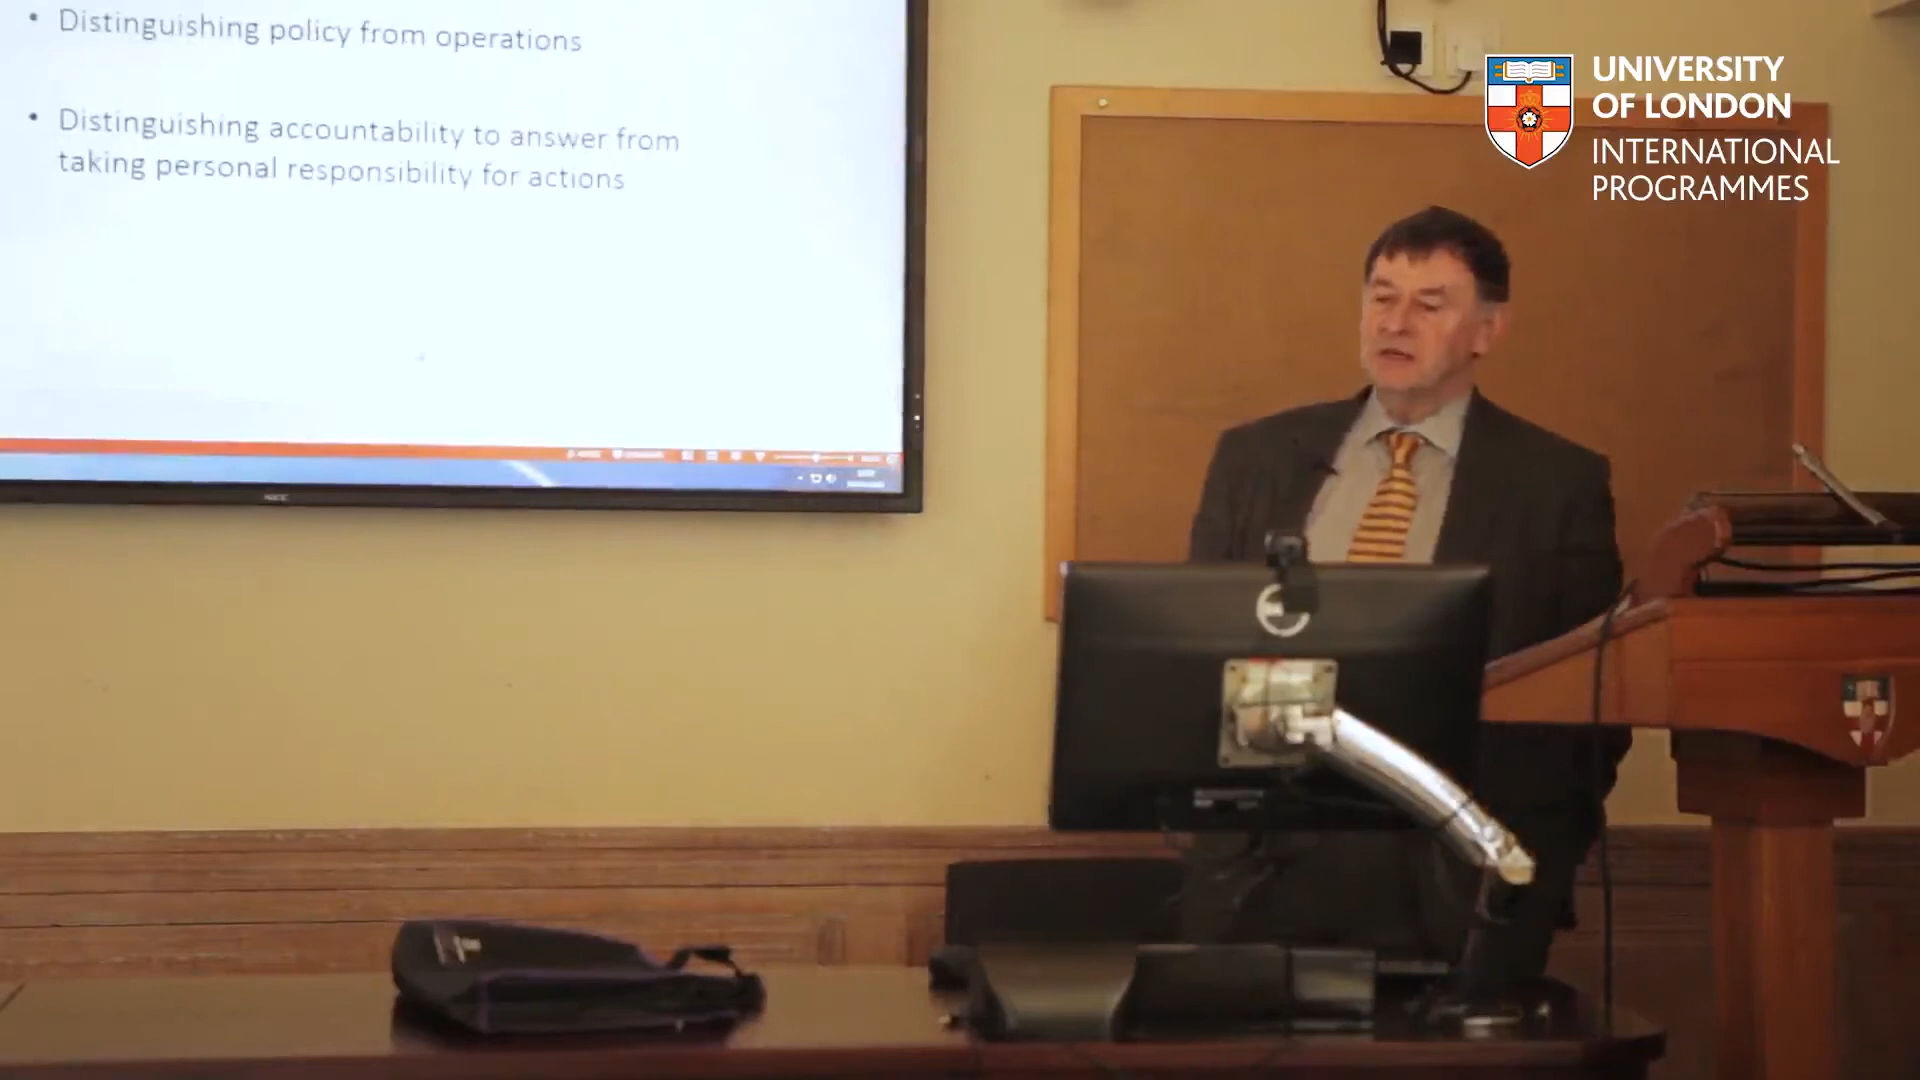 • Distinguishing policy from operations
• Distinguishing accountability to answer from
taking personal responsibility for actions
UNIVERSITY
OF LONDON
INTERNATIONAL
PROGRAMMES
NEC